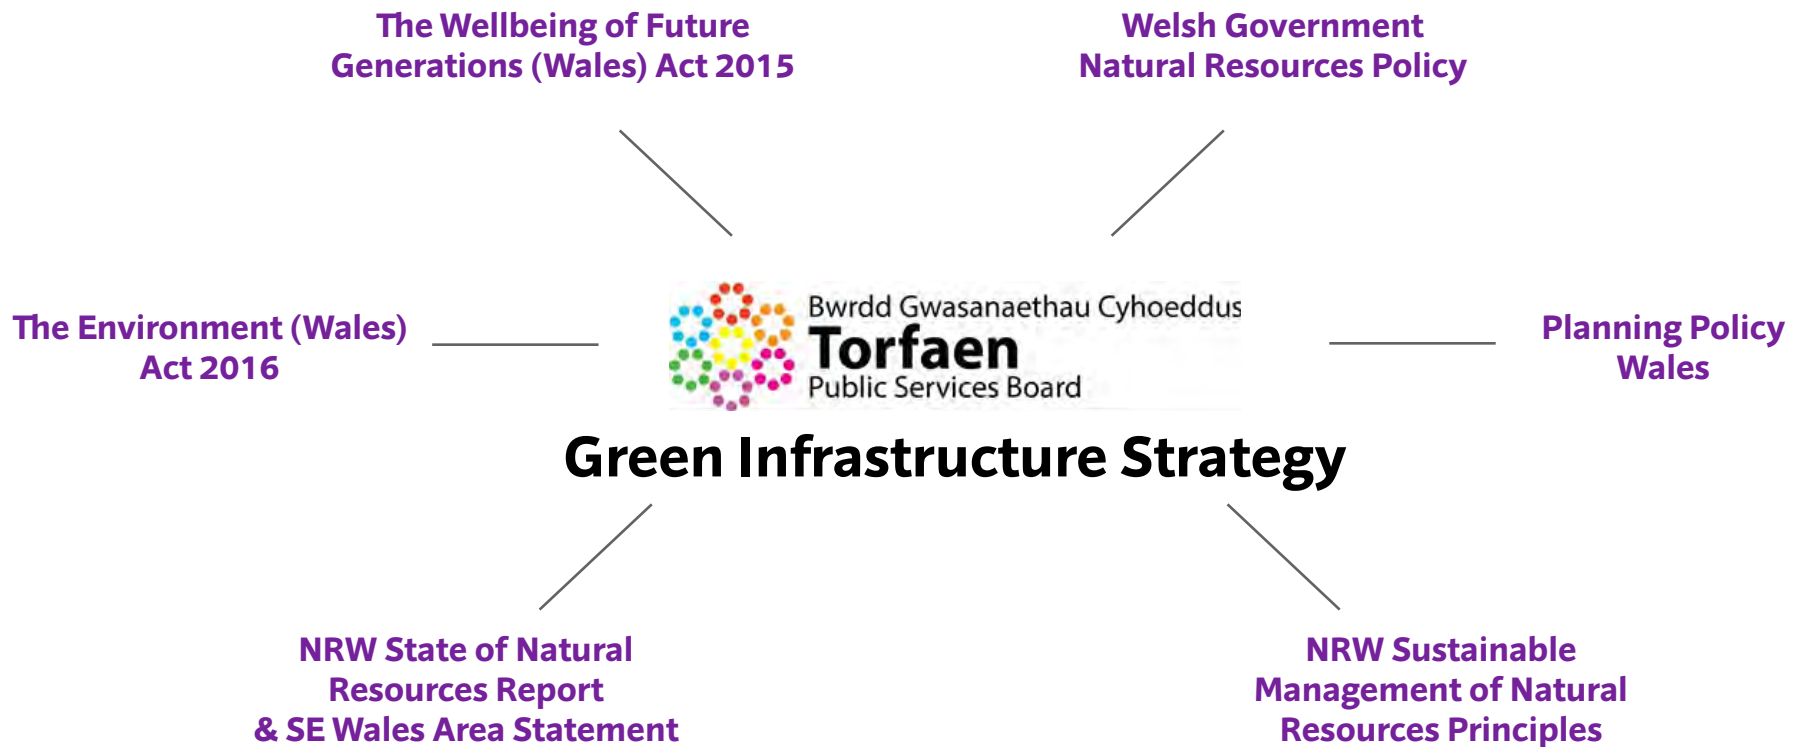 The Wellbeing of Future
Generations (Wales) Act 2015
Welsh Government
Natural Resources Policy
The Environment (Wales)
Act 2016
Bwrdd Gwasanaethau Cyhoeddus
Torfaen
Public Services Board
Planning Policy
Wales
Green Infrastructure Strategy
NRW State of Natural
Resources Report
& SE Wales Area Statement
NRW Sustainable
Management of Natural
Resources Principles